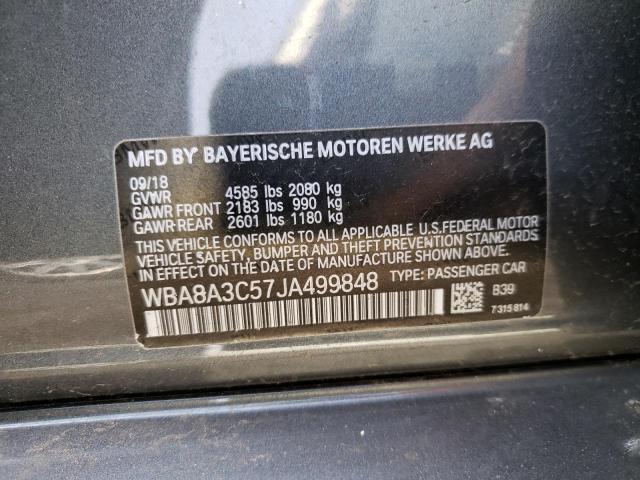 MFD BY BAYERISCHE MOTOREN WERKE AG
09/18
GVWR 4585 lbs 2080 kg
GAWR FRONT 2183 lbs 990 kg
GAWR REAR 2601 lbs 1180 kg
THIS VEHICLE CONFORMS TO ALL APPLICABLE U.S.FEDERAL MOTOR
VEHICLE SAFETY, BUMPER AND THEFT PREVENTION STANDARDS
IN EFFECT ON THE DATE OF MANUFACTURE SHOWN ABOVE.
WBA8A3C57JA499848 TYPE: PASSENGER CAR
B39
7315814